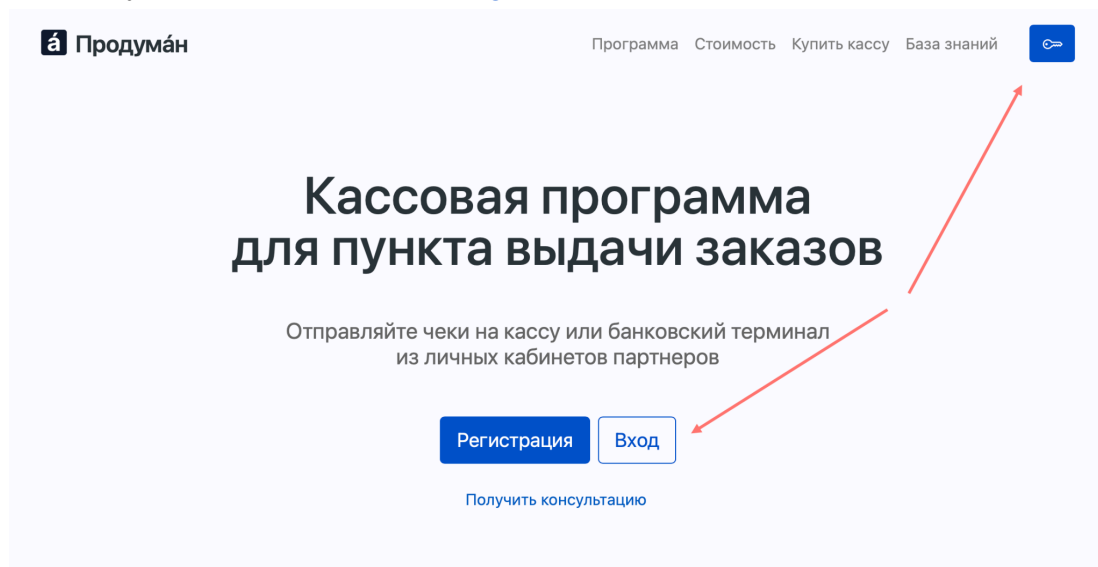 á Продума́н
Программа Стоимость Купить кассу База знаний
Кассовая программа
для пункта выдачи заказов
Отправляйте чеки на кассу или банковский терминал
из личных кабинетов партнеров
Регистрация Вход
Получить консультацию